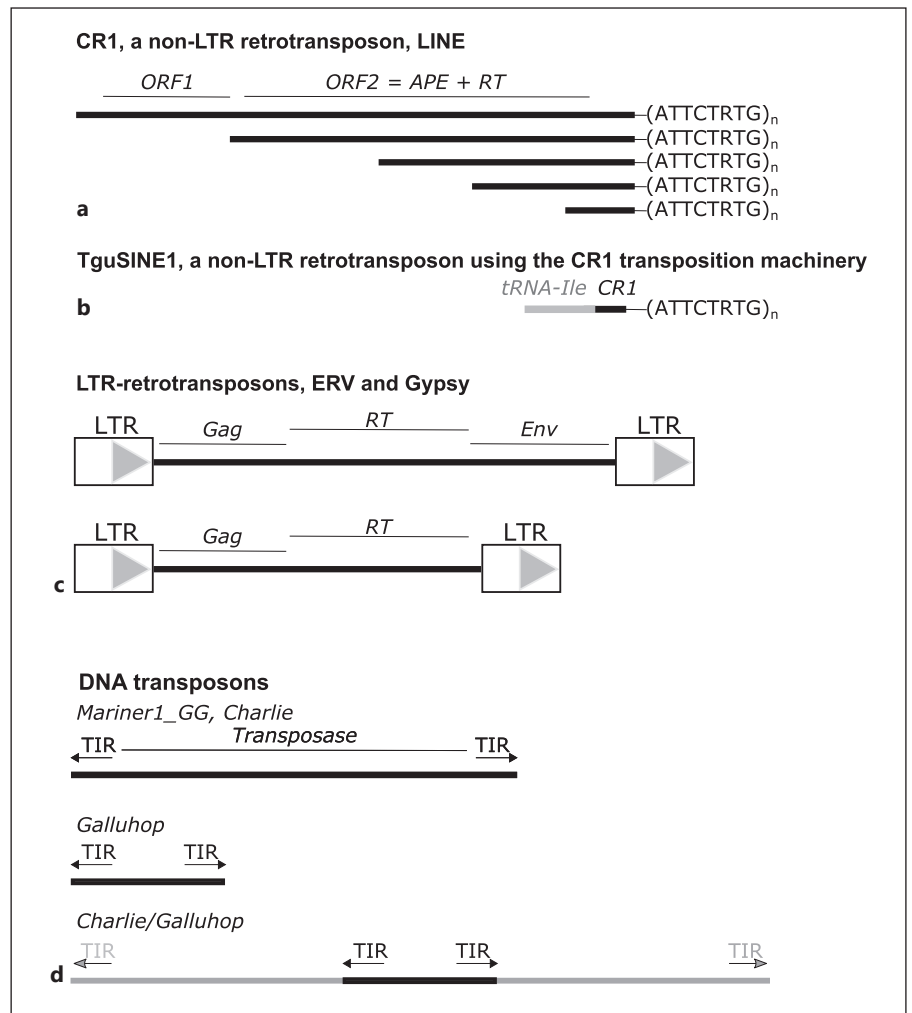 CR1, a non-LTR retrotransposon, LINE
ORF1 ORF2 = APE + RT
(ATTCTRTG)n
(ATTCTRTG)n
(ATTCTRTG)n
(ATTCTRTG)n
a (ATTCTRTG)n
TguSINE1, a non-LTR retrotransposon using the CR1 transposition machinery
tRNA-Ile CR1
b (ATTCTRTG)n
LTR-retrotransposons, ERV and Gypsy
LTR Gag RT Env LTR
LTR Gag RT LTR
c
DNA transposons
Mariner1_GG, Charlie
TIR Transposase TIR
Galluhop
TIR TIR
Charlie/Galluhop
TIR TIR TIR TIR
d